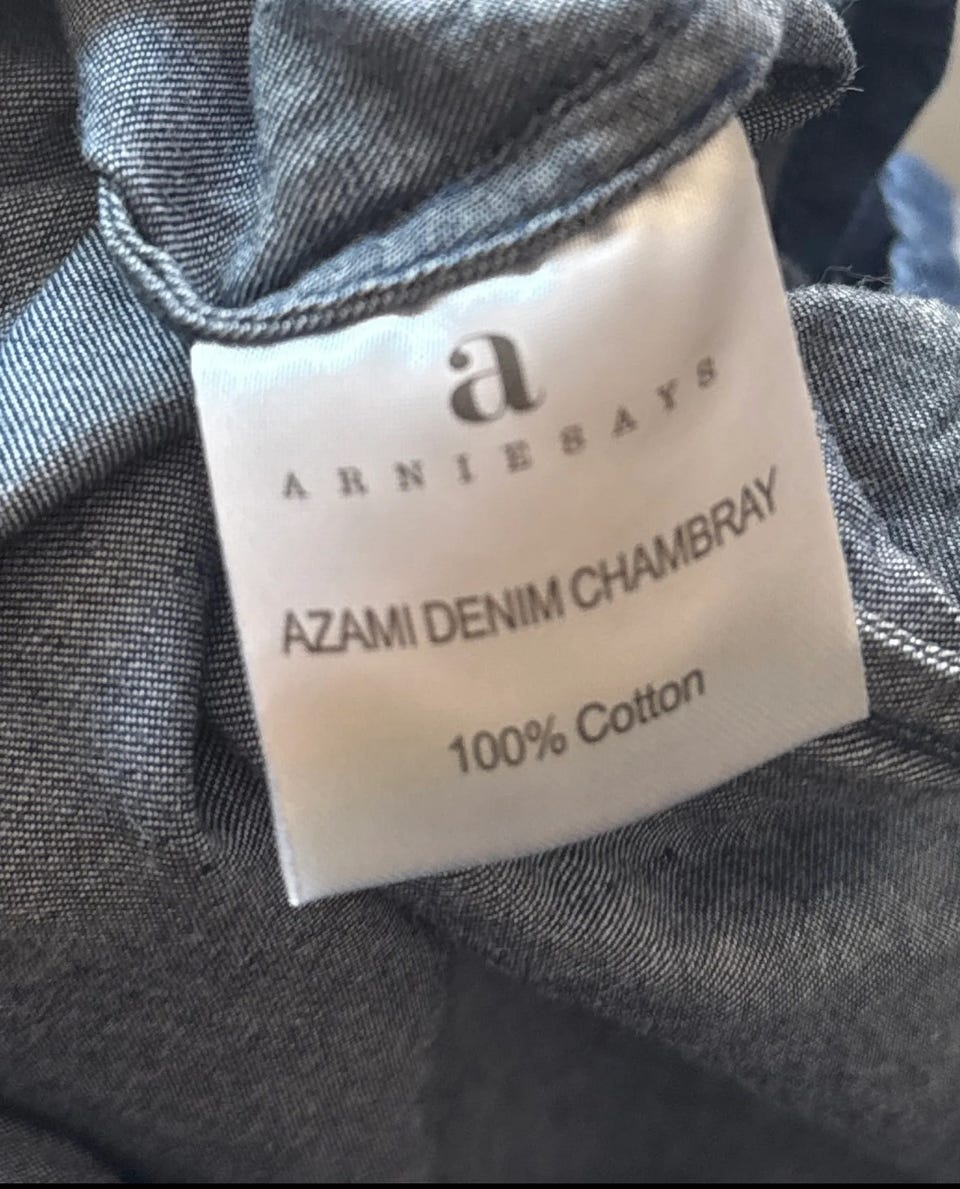 a
ARNIESAYS
AZAMI DENIM CHAMBRAY
100% Cotton